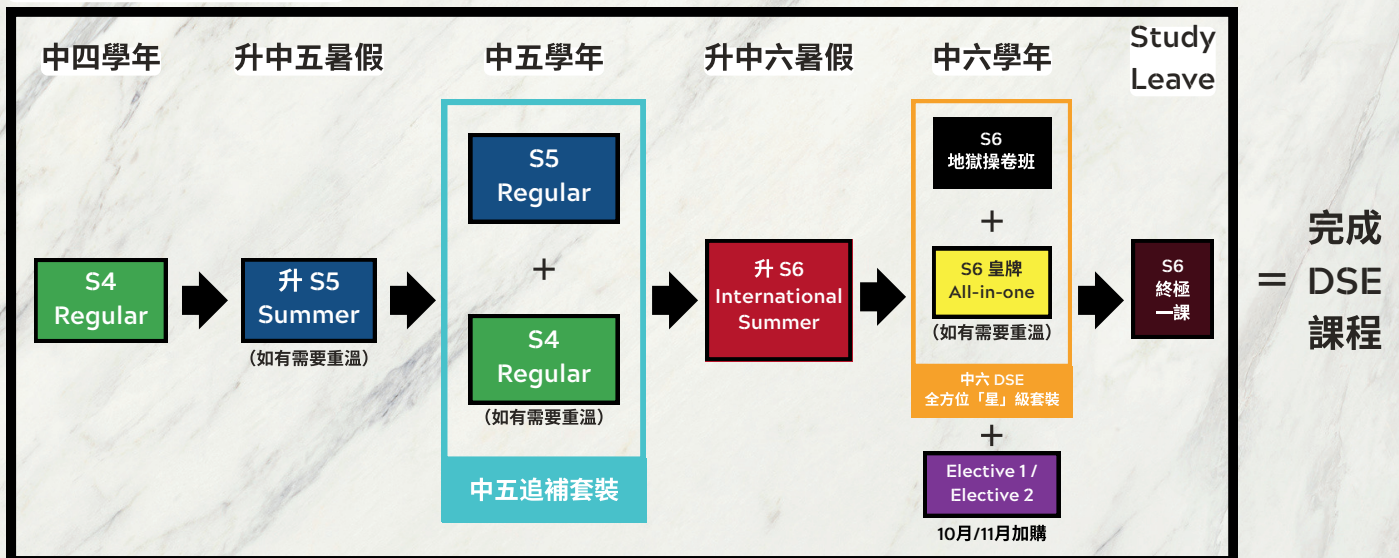 中四學年
升中五暑假
中五學年
升中六暑假
中六學年
Study
Leave
S4
Regular
升 S5
Summer
(如有需要重溫)
S5
Regular
+
S4
Regular
(如有需要重溫)
中五追補套裝
升 S6
International
Summer
S6
地獄操卷班
+
S6 皇牌
All-in-one
(如有需要重溫)
中六 DSE
全方位「星」級套裝
+
Elective 1 /
Elective 2
10月/11月加購
S6
終極
一課
=
完成
DSE
課程